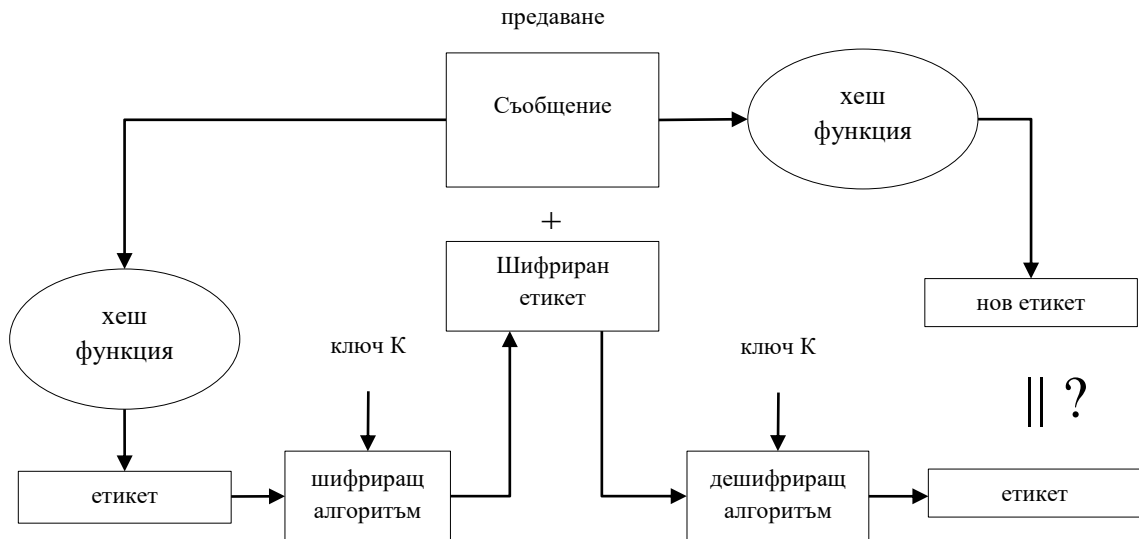 предаване
Съобщение
хеш
функция
+
Шифриран
етикет
хеш
функция
нов етикет
ключ К
ключ К
|| ?
етикет
шифриращ
алгоритъм
дешифриращ
алгоритъм
етикет